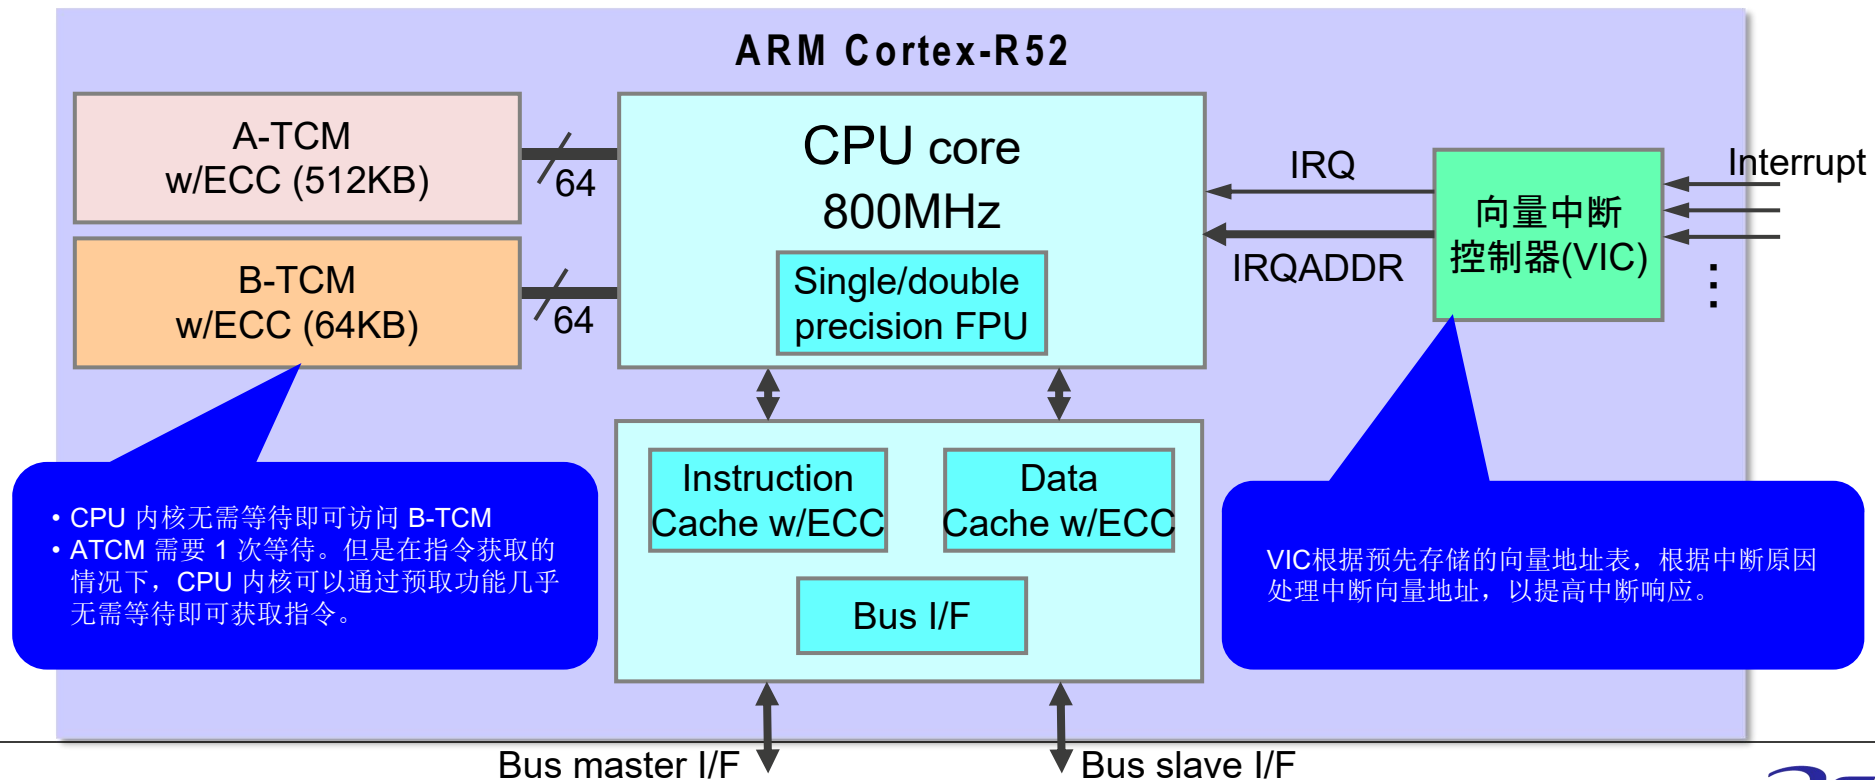 ARM Cortex-R52
A-TCM
w/ECC (512KB)
64
B-TCM
w/ECC (64KB)
64
CPU core
800MHz
Single/double
precision FPU
IRQ
IRQADDR
向量中断
控制器(VIC)
Interrupt
Instruction
Cache w/ECC
Data
Cache w/ECC
Bus I/F
• CPU 内核无需等待即可访问 B-TCM
• ATCM 需要 1 次等待。但是在指令获取的
情况下，CPU 内核可以通过预取功能几乎
无需等待即可获取指令。
VIC根据预先存储的向量地址表，根据中断原因
处理中断向量地址，以提高中断响应。
Bus master I/F
Bus slave I/F